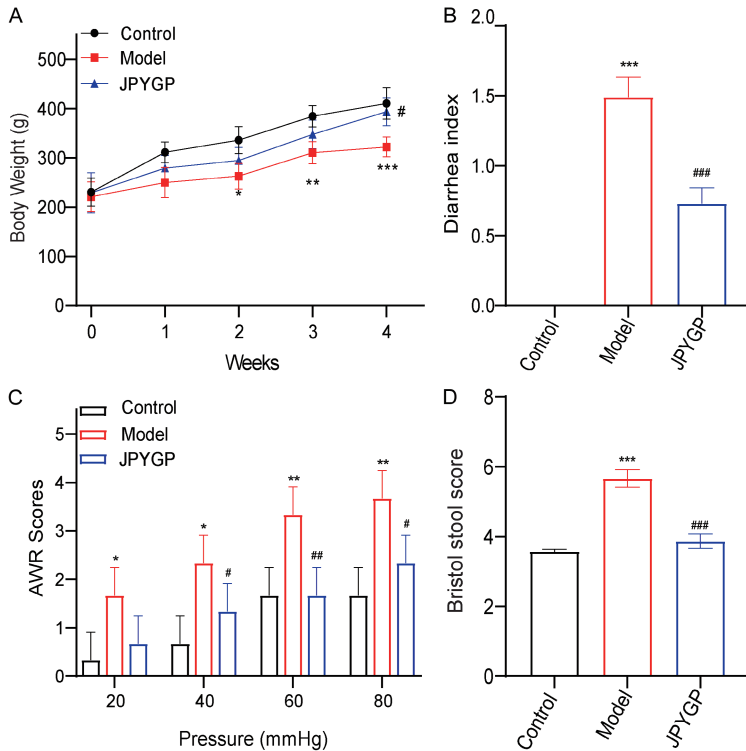 A
Control
Model
JPYGP
Body Weight (g)
500
400
300
200
100
0
*
**
***
#
0 1 2 3 4
Weeks
B
Diarrhea index
2.0
1.5
1.0
0.5
0.0
***
###
Control
Model
JPYGP
C
Control
Model
JPYGP
AWR Scores
5
4
3
2
1
0
*
*
#
**
##
**
#
20 40 60 80
Pressure (mmHg)
D
Bristol stool score
8
6
4
2
0
***
###
Control
Model
JPYGP